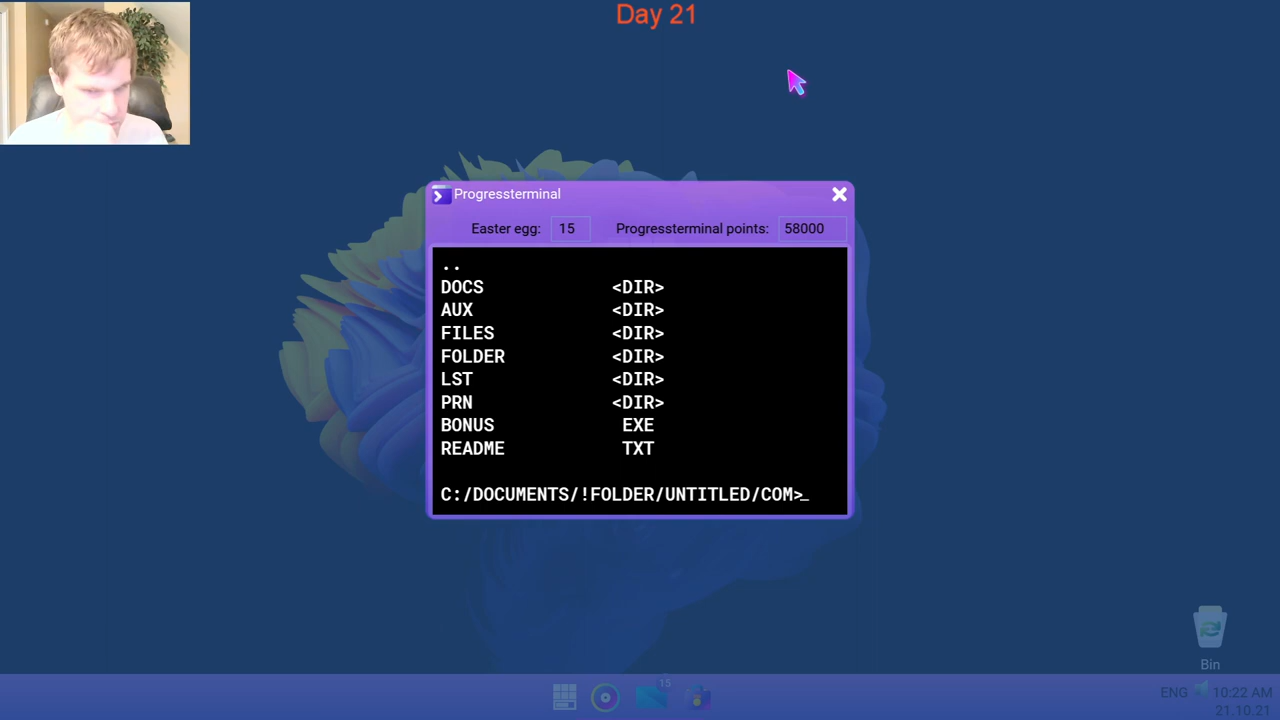 Day 21
Progressterminal
Easter egg: 15 Progressterminal points: 58000
..
DOCS <DIR>
AUX <DIR>
FILES <DIR>
FOLDER <DIR>
LST <DIR>
PRN <DIR>
BONUS EXE
README TXT
C:/DOCUMENTS/!FOLDER/UNTITLED/COM>_
Bin
15
ENG 10:22 AM
21.10.21